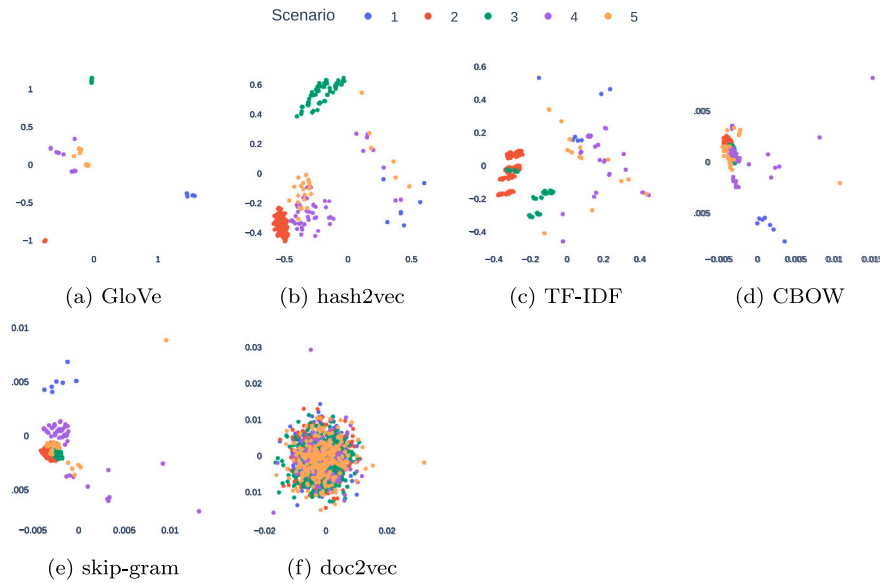 Scenario 1 2 3 4 5
1
0.5
0
−0.5
−1
0 1
(a) GloVe
0.6
0.4
0.2
0
−0.2
−0.4
−0.5 0 0.5
(b) hash2vec
0.6
0.4
0.2
0
−0.2
−0.4
−0.4 −0.2 0 0.2 0.4
(c) TF-IDF
.005
0
.005
−0.005 0 0.005 0.01 0.015
(d) CBOW
0.01
.005
0
.005
−0.005 0 0.005 0.01
(e) skip-gram
0.03
0.02
0.01
0
0.01
−0.02 0 0.02
(f) doc2vec